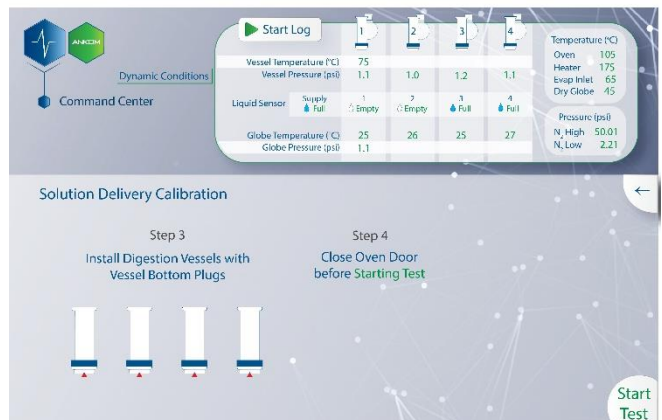 ANKOM
Command Center
Dynamic Conditions
Start Log
1 2 3 4
Vessel Temperature (°C) 75
Vessel Pressure (psi) 1.1 1.0 1.2 1.1
Liquid Sensor Supply 1 2 3 4
Full Empty Empty Full Full
Globe Temperature (°C) 25 26 25 27
Globe Pressure (psi) 1.1
Temperature (°C)
Oven 105
Heater 175
Evap Inlet 65
Dry Globe 45
Pressure (psi)
N2 High 50.01
N2 Low 2.21
Solution Delivery Calibration
←
Step 3
Install Digestion Vessels with
Vessel Bottom Plugs
Step 4
Close Oven Door
before Starting Test
Start
Test